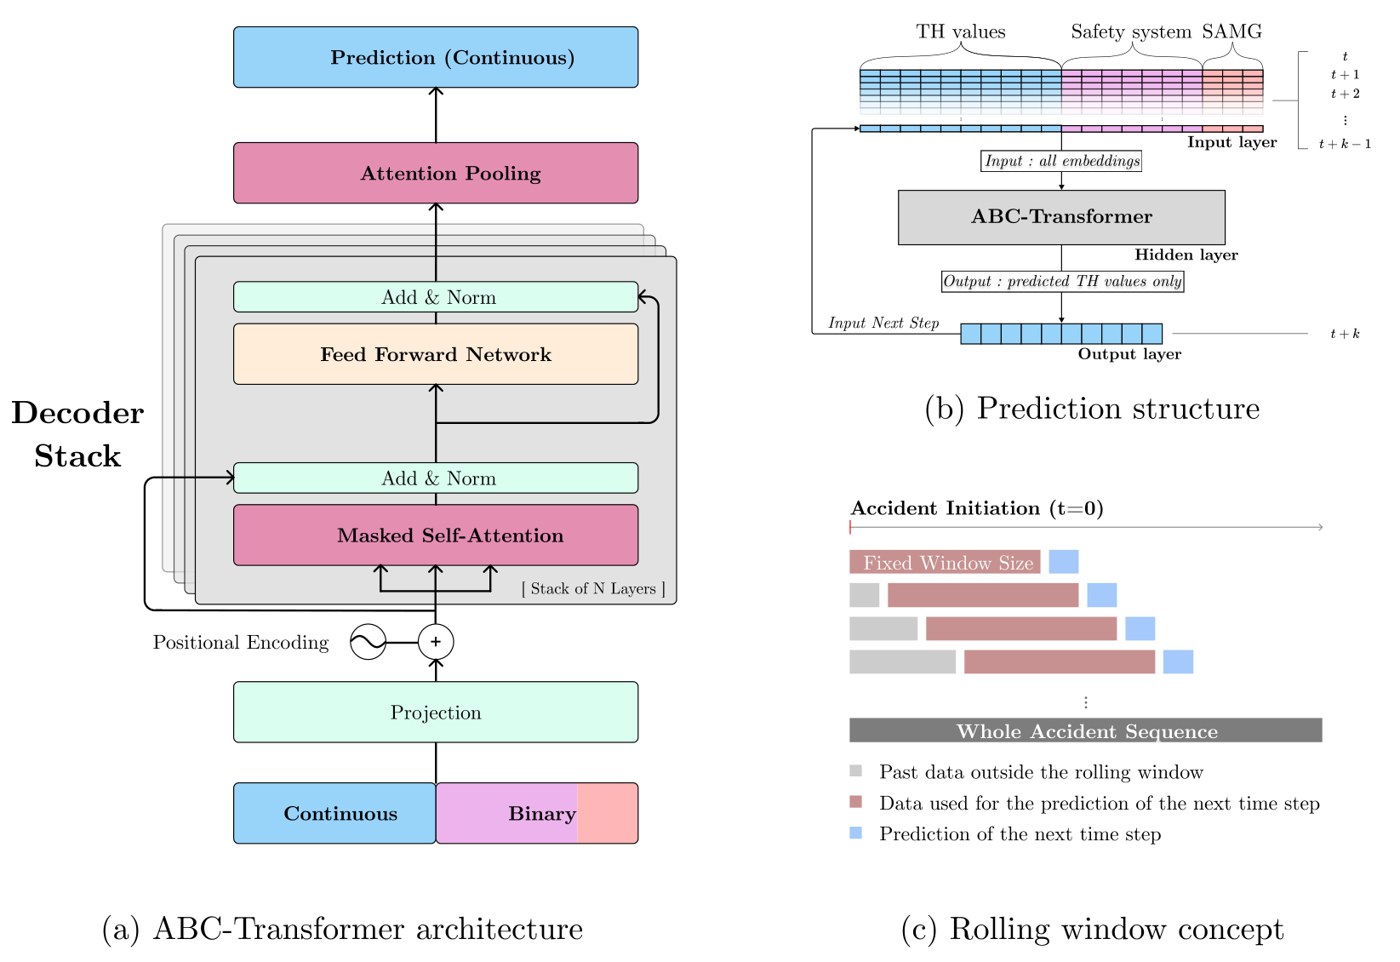 Prediction (Continuous)
Attention Pooling
Add & Norm
Feed Forward Network
Decoder
Stack
Add & Norm
Masked Self-Attention
[ Stack of N Layers ]
Positional Encoding
+
Projection
Continuous
Binary
(a) ABC-Transformer architecture
TH values
Safety system
SAMG
t
t + 1
t + 2
⋮
t + k − 1
Input layer
Input : all embeddings
ABC-Transformer
Hidden layer
Output : predicted TH values only
Input Next Step
t + k
Output layer
(b) Prediction structure
Accident Initiation (t=0)
Fixed Window Size
⋮
Whole Accident Sequence
Past data outside the rolling window
Data used for the prediction of the next time step
Prediction of the next time step
(c) Rolling window concept